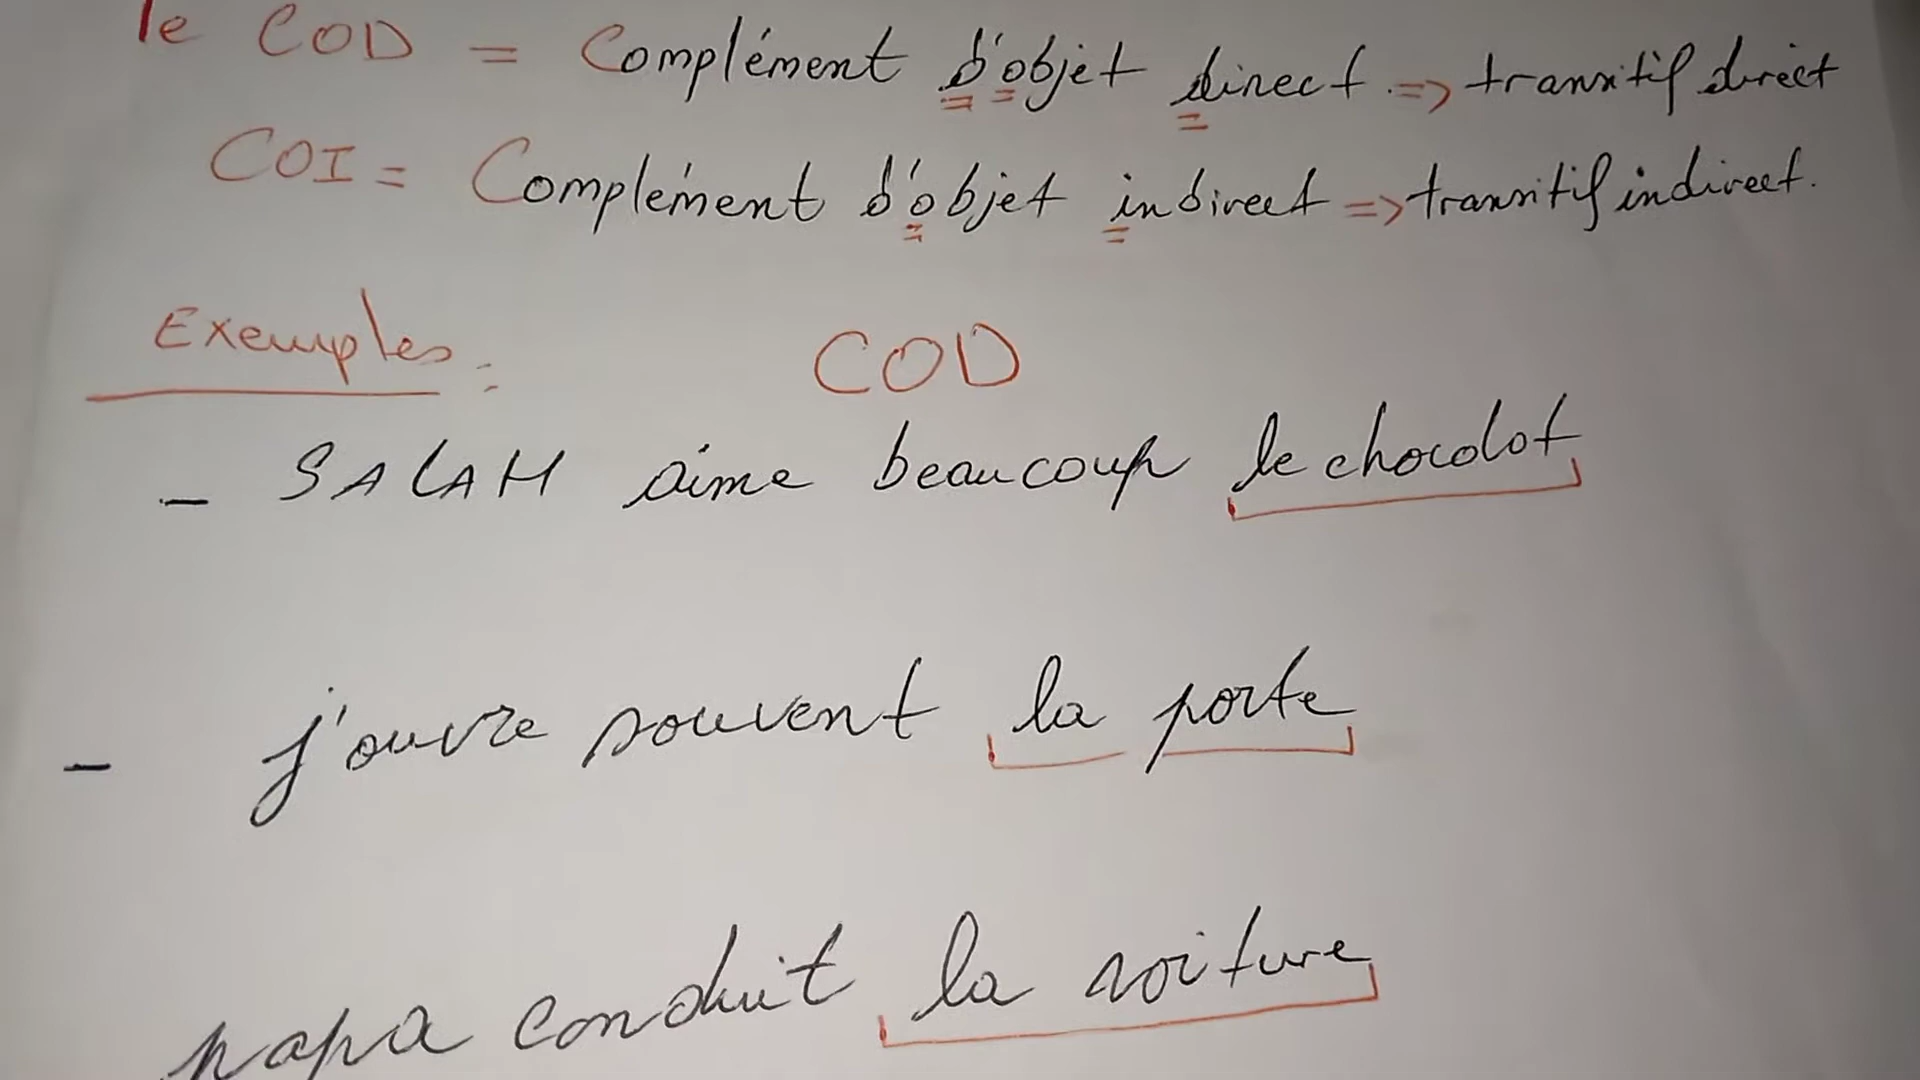 le COD = Complément d'objet direct => transitif direct
COI = Complément d'objet indirect => transitif indirect.
Exemples : COD
- SALAH aime beaucoup le chocolot
- j'ouvre souvent la porte
papa conduit la voiture